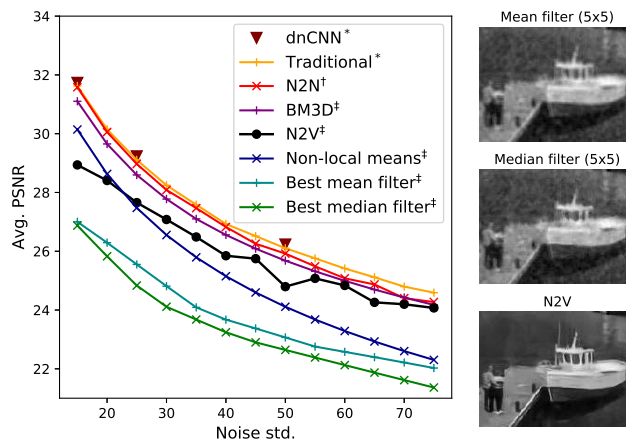 34
32
30
28
26
24
22
Avg. PSNR
20
30
40
50
60
70
Noise std.
dnCNN*
Traditional*
N2N†
BM3D‡
N2V‡
Non-local means‡
Best mean filter‡
Best median filter‡
Mean filter (5x5)
Median filter (5x5)
N2V